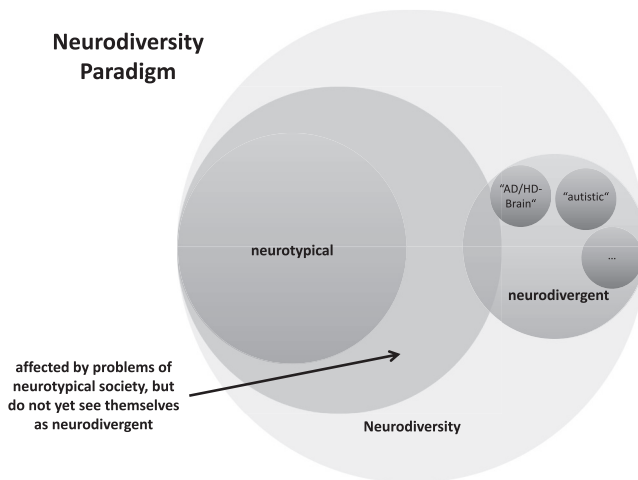 Neurodiversity
Paradigm
"AD/HD-
Brain"
"autistic"
...
neurotypical
neurodivergent
affected by problems of
neurotypical society, but
do not yet see themselves
as neurodivergent
Neurodiversity